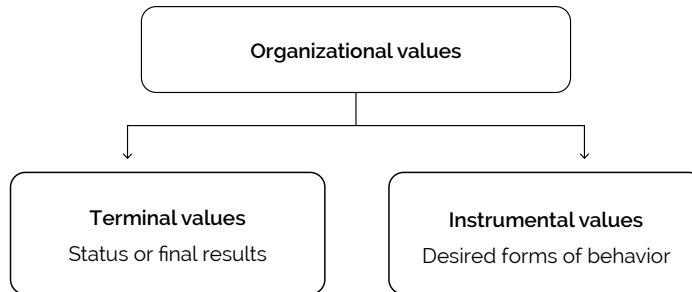 Organizational values
Terminal values
Status or final results
Instrumental values
Desired forms of behavior